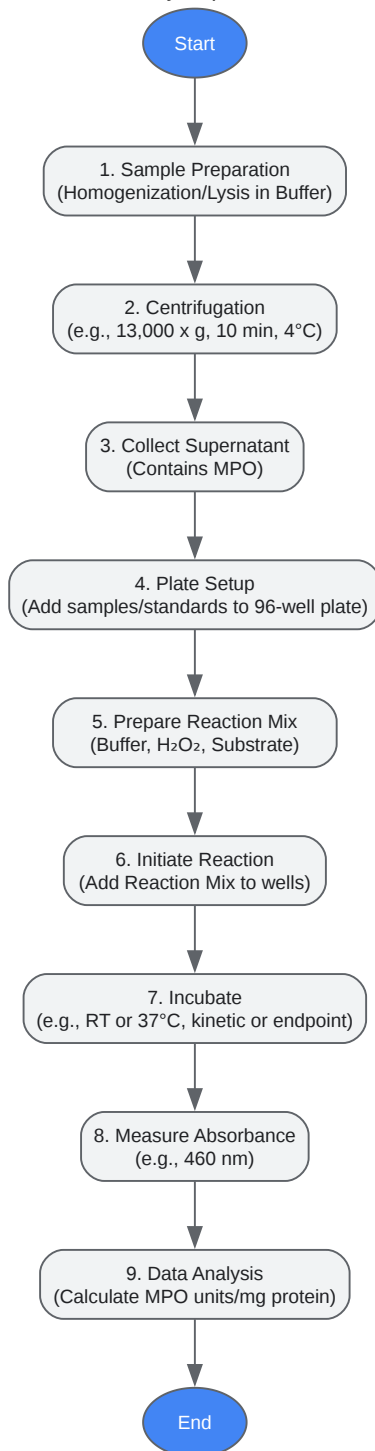 Start
1. Sample Preparation
(Homogenization/Lysis in Buffer)
2. Centrifugation
(e.g., 13,000 x g, 10 min, 4°C)
3. Collect Supernatant
(Contains MPO)
4. Plate Setup
(Add samples/standards to 96-well plate)
5. Prepare Reaction Mix
(Buffer, H₂O₂, Substrate)
6. Initiate Reaction
(Add Reaction Mix to wells)
7. Incubate
(e.g., RT or 37°C, kinetic or endpoint)
8. Measure Absorbance
(e.g., 460 nm)
9. Data Analysis
(Calculate MPO units/mg protein)
End